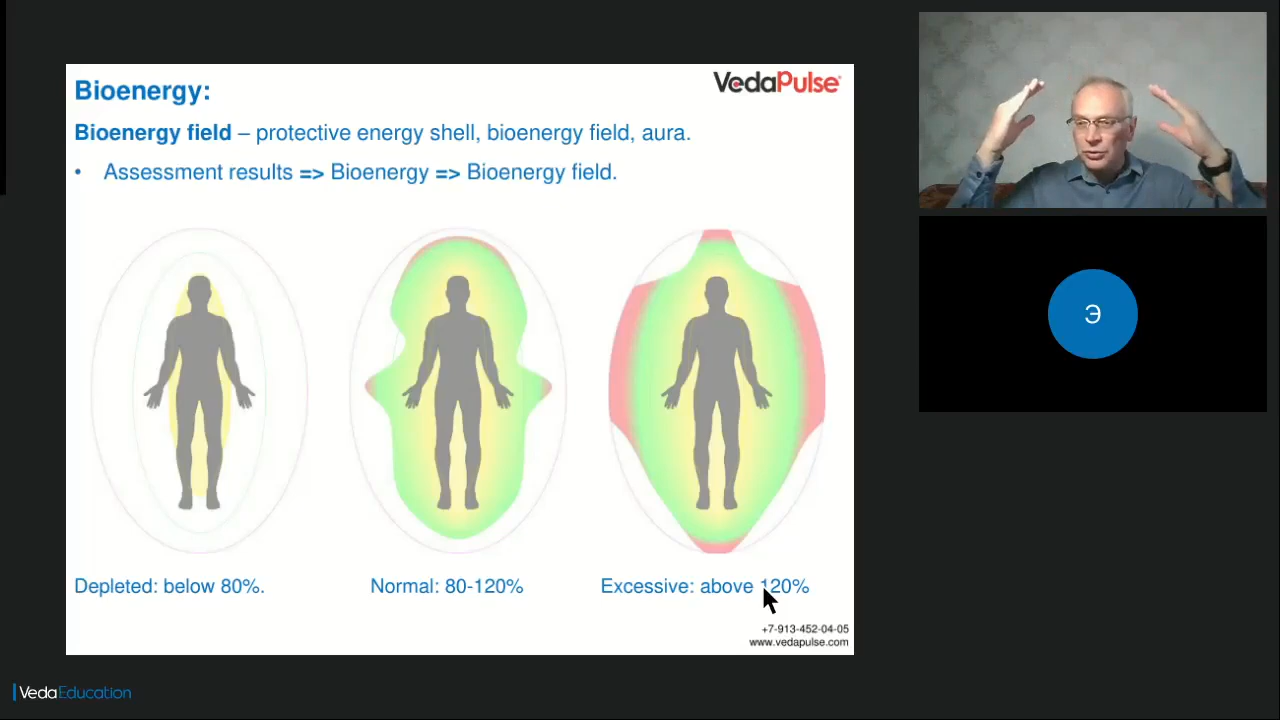 Bioenergy:
VedaPulse
Bioenergy field – protective energy shell, bioenergy field, aura.
• Assessment results => Bioenergy => Bioenergy field.
Depleted: below 80%.
Normal: 80-120%
Excessive: above 120%
+7-913-452-04-05
www.vedapulse.com
Э
VedaEducation